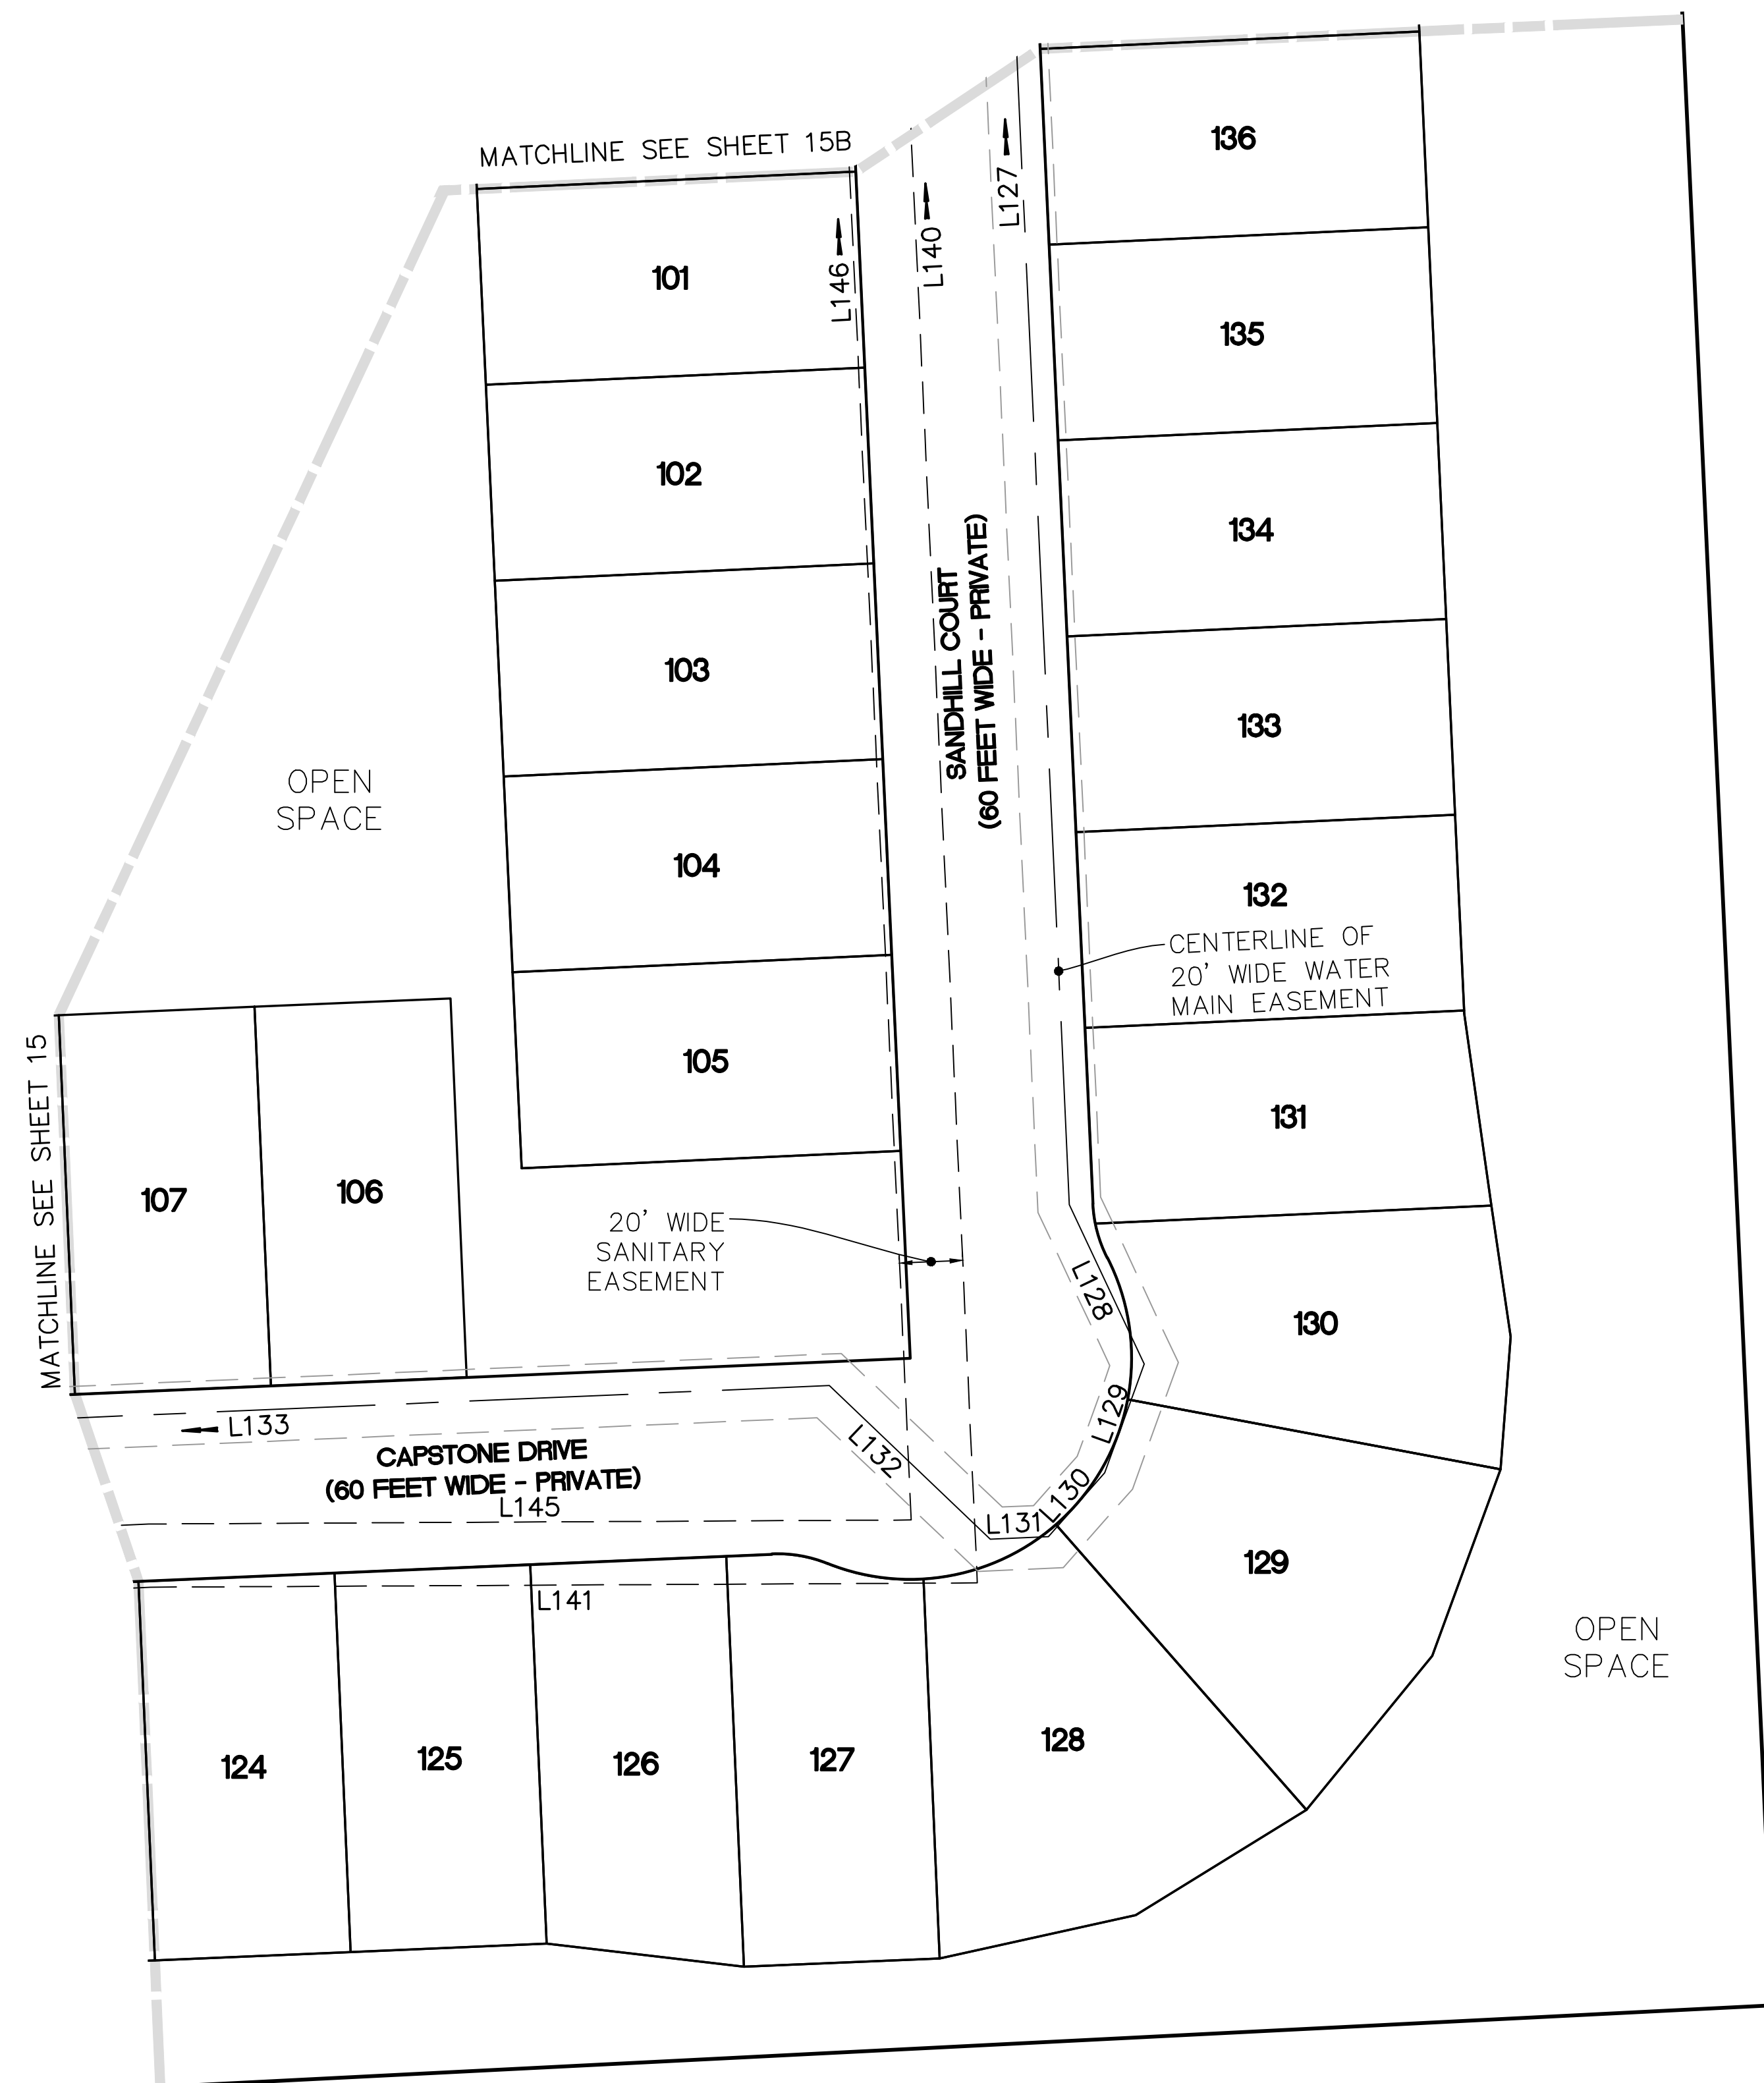 MATCHLINE SEE SHEET 15B
136
L127
L140
L146
101
135
102
134
SANDHILL COURT
(60 FEET WIDE - PRIVATE)
103
133
OPEN
SPACE
104
132
CENTERLINE OF
20' WIDE WATER
MAIN EASEMENT
MATCHLINE SEE SHEET 15
105
131
107
106
20' WIDE
SANITARY
EASEMENT
L128
130
L133
L129
CAPSTONE DRIVE
(60 FEET WIDE - PRIVATE)
L132
L145
L130
L131
129
L141
OPEN
SPACE
124
125
126
127
128